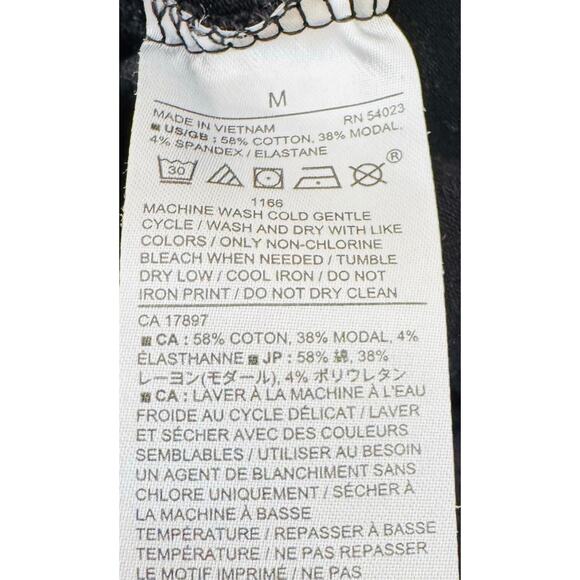 M
MADE IN VIETNAM RN 54023
US/GB : 58% COTTON, 38% MODAL,
4% SPANDEX / ELASTANE
30 ®
1166
MACHINE WASH COLD GENTLE
CYCLE / WASH AND DRY WITH LIKE
COLORS / ONLY NON-CHLORINE
BLEACH WHEN NEEDED / TUMBLE
DRY LOW / COOL IRON / DO NOT
IRON PRINT / DO NOT DRY CLEAN
CA 17897
CA : 58% COTON, 38% MODAL, 4%
ÉLASTHANNE JP : 58% 綿, 38%
レーヨン(モダール), 4% ポリウレタン
CA : LAVER À LA MACHINE À L'EAU
FROIDE AU CYCLE DÉLICAT / LAVER
ET SÉCHER AVEC DES COULEURS
SEMBLABLES / UTILISER AU BESOIN
UN AGENT DE BLANCHIMENT SANS
CHLORE UNIQUEMENT / SÉCHER À
LA MACHINE À BASSE
TEMPÉRATURE / REPASSER À BASSE
TEMPÉRATURE / NE PAS REPASSER
LE MOTIF IMPRIMÉ / NE PAS